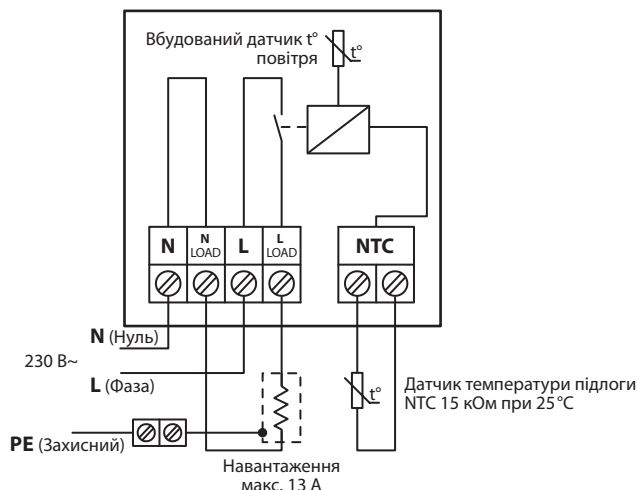 Вбудований датчик t°
повітря
t°
N
N
LOAD
L
L
LOAD
NTC
N (Нуль)
230 В~
L (Фаза)
t°
Датчик температури підлоги
NTC 15 кОм при 25 °C
PE (Захисний)
Навантаження
макс. 13 А